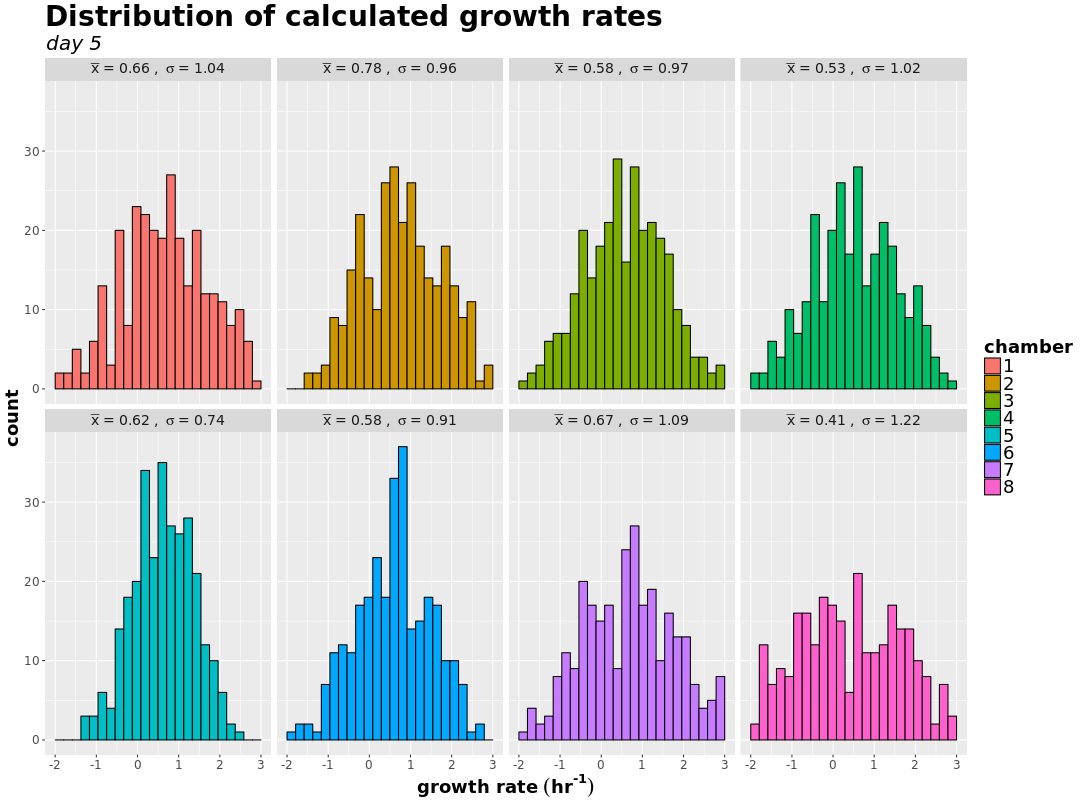 Distribution of calculated growth rates
day 5
x̅ = 0.66 , σ = 1.04
x̅ = 0.78 , σ = 0.96
x̅ = 0.58 , σ = 0.97
x̅ = 0.53 , σ = 1.02
30
20
10
0
x̅ = 0.62 , σ = 0.74
x̅ = 0.58 , σ = 0.91
x̅ = 0.67 , σ = 1.09
x̅ = 0.41 , σ = 1.22
30
20
10
0
-2 -1 0 1 2 3
-2 -1 0 1 2 3
-2 -1 0 1 2 3
-2 -1 0 1 2 3
count
growth rate (hr⁻¹)
chamber
1
2
3
4
5
6
7
8